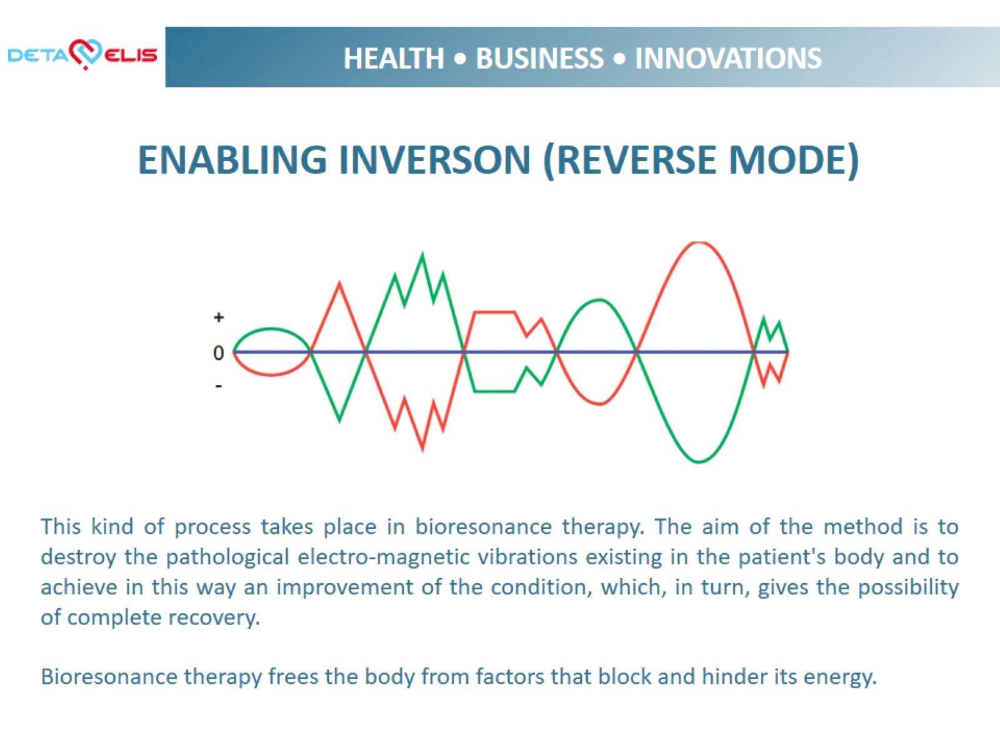 DETA ELIS
HEALTH • BUSINESS • INNOVATIONS
ENABLING INVERSON (REVERSE MODE)
+
0
-
This kind of process takes place in bioresonance therapy. The aim of the method is to
destroy the pathological electro-magnetic vibrations existing in the patient's body and to
achieve in this way an improvement of the condition, which, in turn, gives the possibility
of complete recovery.
Bioresonance therapy frees the body from factors that block and hinder its energy.